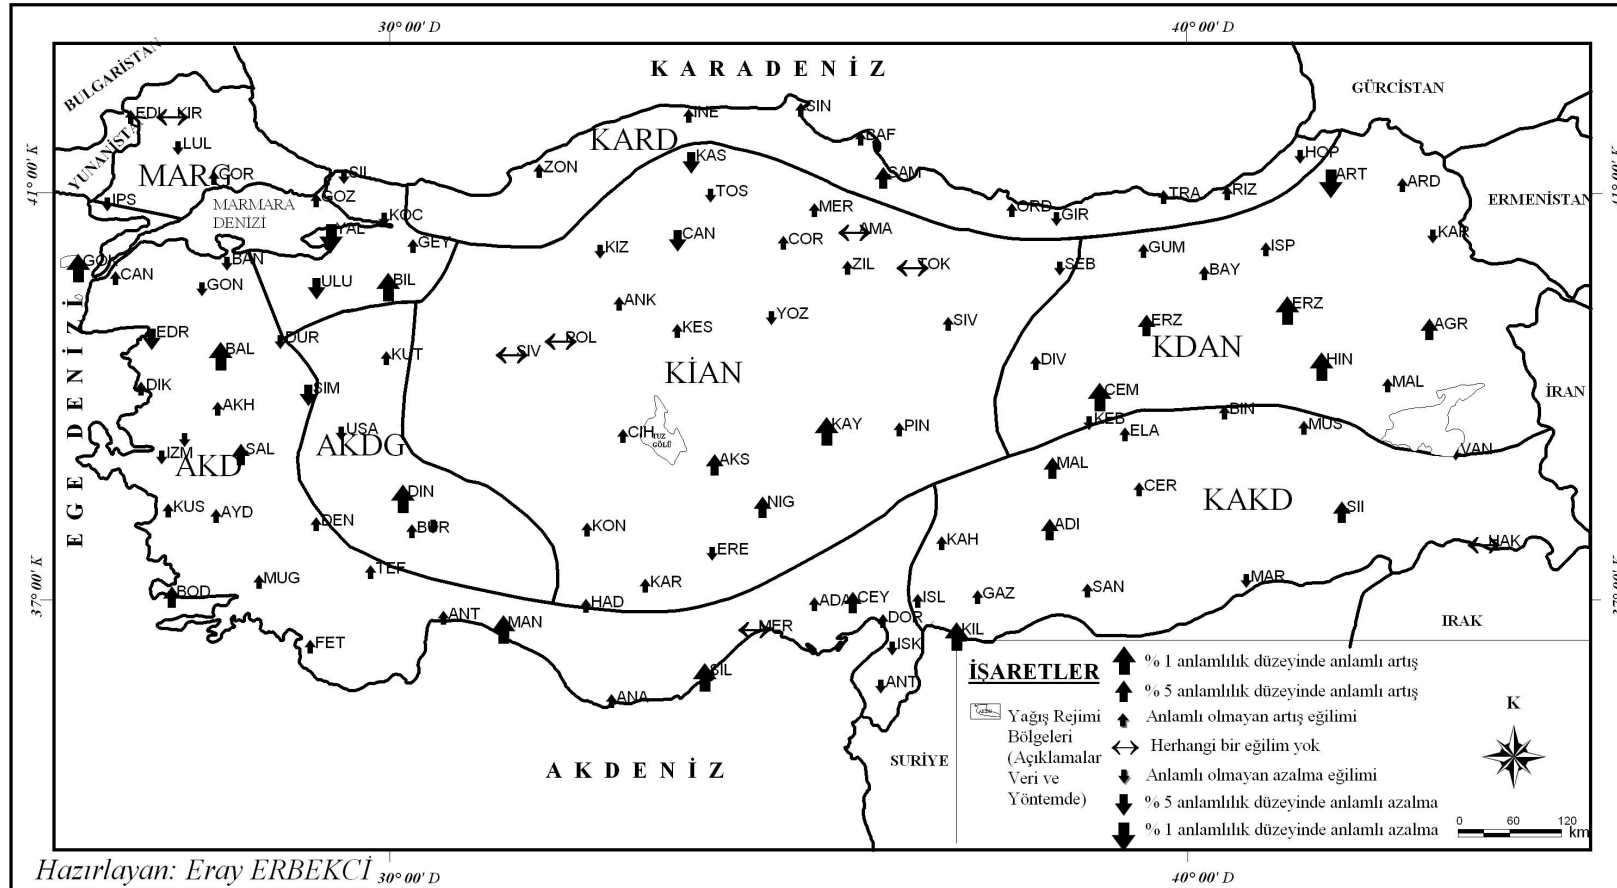 30° 00' D
40° 00' D
BULGARİSTAN
KARADENİZ
GÜRCİSTAN
EDI
KIR
INE
SIN
YUNANİSTA
LUL
KARD
BAF
HOP
KAS
41° 00' K
MARG
GOR
SIL
ZON
SAM
ART
ARD
41° 00' K
IPS
GOZ
TOS
TRA
RIZ
ERMENİSTAN
MARMARA
DENİZİ
KOC
MER
ORD
GIR
YAL
GEY
KIZ
CAN
COR
AMA
GUM
ISP
KAR
GOK
CAN
BAN
ZIL
TOK
SEB
BAY
GON
ULU
BIL
ANK
KES
YOZ
SIV
ERZ
ERZ
AGR
EGE DENİZİ
EDR
BAL
DUR
KUT
SIV
POL
KİAN
DIV
KDAN
HIN
DIK
SIM
CEM
MAL
İRAN
AKH
USA
CIH
TUZ
GÖLÜ
KAY
PIN
KEB
ELA
BIN
MUS
IZM
SAL
AKD
AKDG
AKS
MAL
VAN
DIN
NIG
CER
KAKD
KUS
AYD
DEN
BUR
KON
ADI
SII
ERE
KAH
HAK
37° 00' K
BOD
MUG
TEF
HAD
KAR
ADA
CEY
ISL
GAZ
SAN
MAR
37° 00' K
ANT
MAN
MER
DOR
KIL
IRAK
FET
ISK
SIL
ANA
ANT
AKDENİZ
SURİYE
İŞARETLER
Yağış Rejimi
Bölgeleri
(Açıklamalar
Veri ve
Yöntemde)
% 1 anlamlılık düzeyinde anlamlı artış
% 5 anlamlılık düzeyinde anlamlı artış
Anlamlı olmayan artış eğilimi
Herhangi bir eğilim yok
Anlamlı olmayan azalma eğilimi
% 5 anlamlılık düzeyinde anlamlı azalma
% 1 anlamlılık düzeyinde anlamlı azalma
K
0 60 120
km
Hazırlayan: Eray ERBEKCİ
30° 00' D
40° 00' D